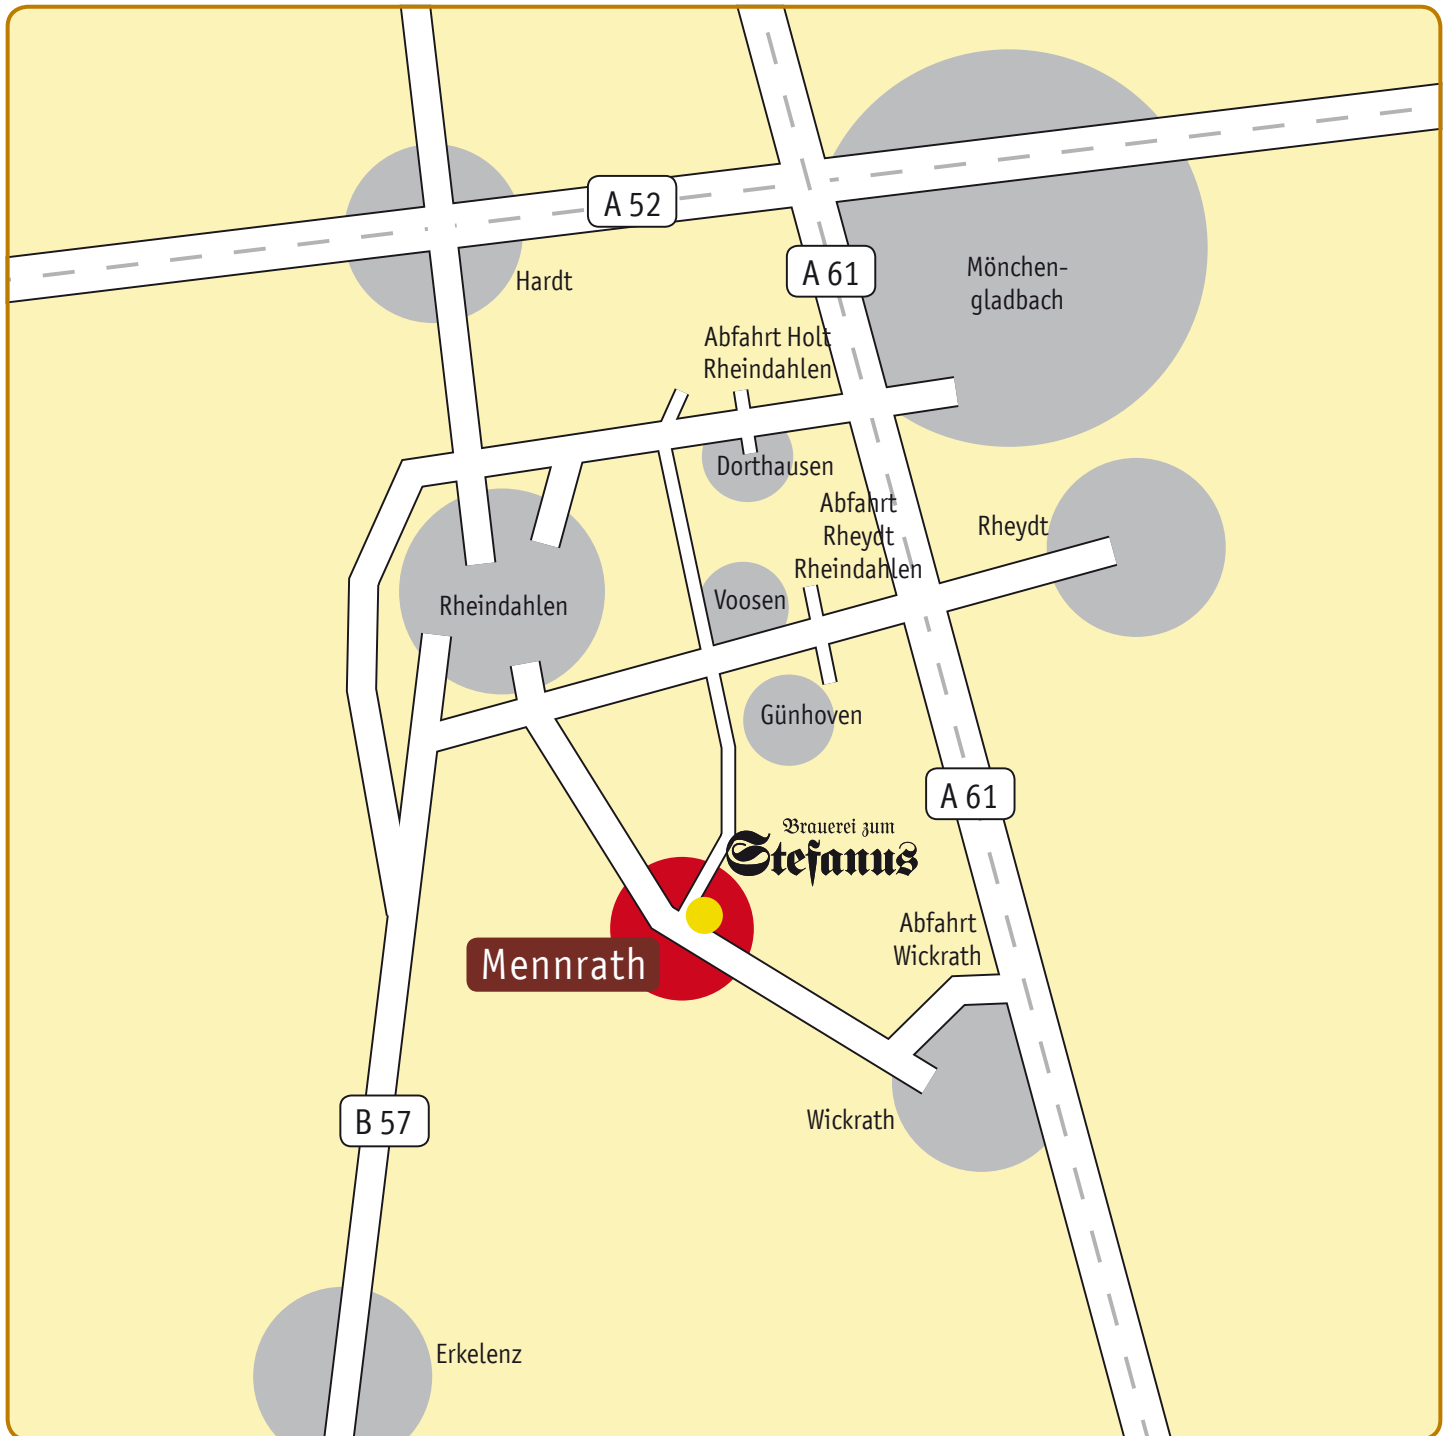 A 52
A 61
Mönchen-
gladbach
Hardt
Abfahrt Holt
Rheindahlen
Dorthausen
Abfahrt
Rheydt
Rheindahlen
Rheydt
Voosen
Rheindahlen
Günhoven
A 61
Brauerei zum
Stefanus
Abfahrt
Wickrath
Mennrath
B 57
Wickrath
Erkelenz